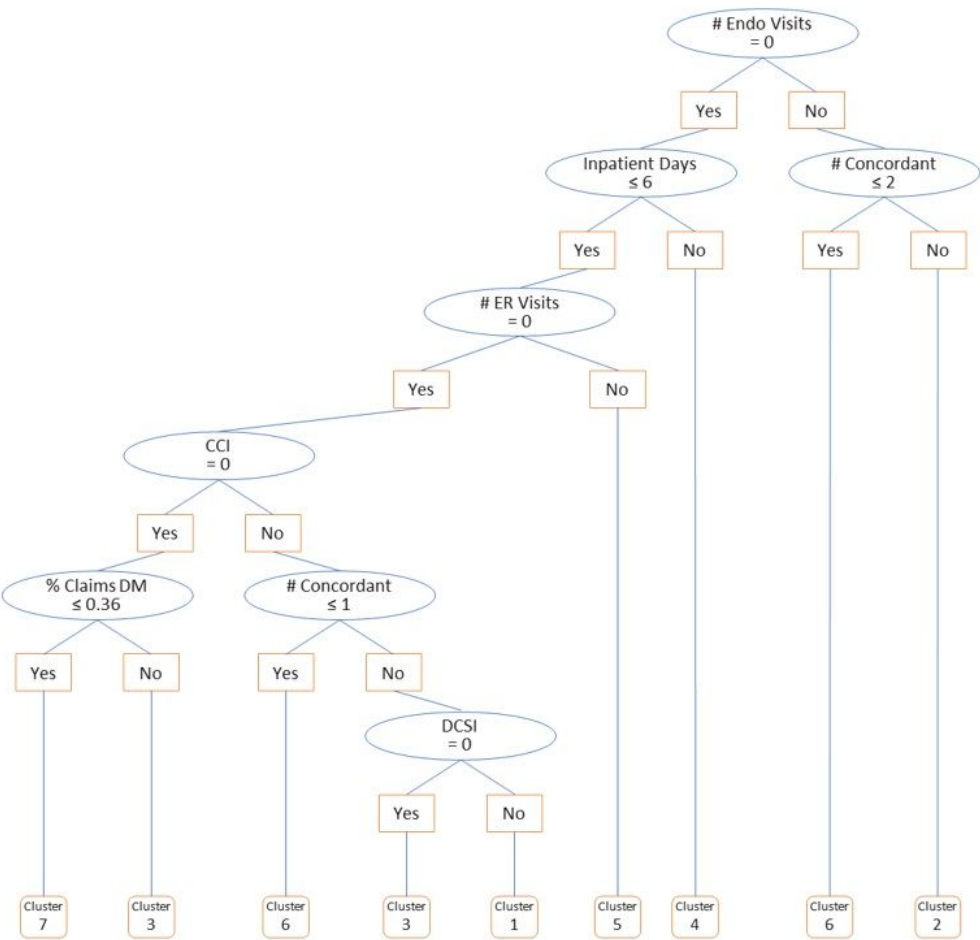 # Endo Visits
= 0
Yes
No
Inpatient Days
≤ 6
# Concordant
≤ 2
Yes
No
Yes
No
# ER Visits
= 0
Yes
No
CCI
= 0
Yes
No
% Claims DM
≤ 0.36
# Concordant
≤ 1
Yes
No
Yes
No
DCSI
= 0
Yes
No
Cluster
7
Cluster
3
Cluster
6
Cluster
3
Cluster
1
Cluster
5
Cluster
4
Cluster
6
Cluster
2